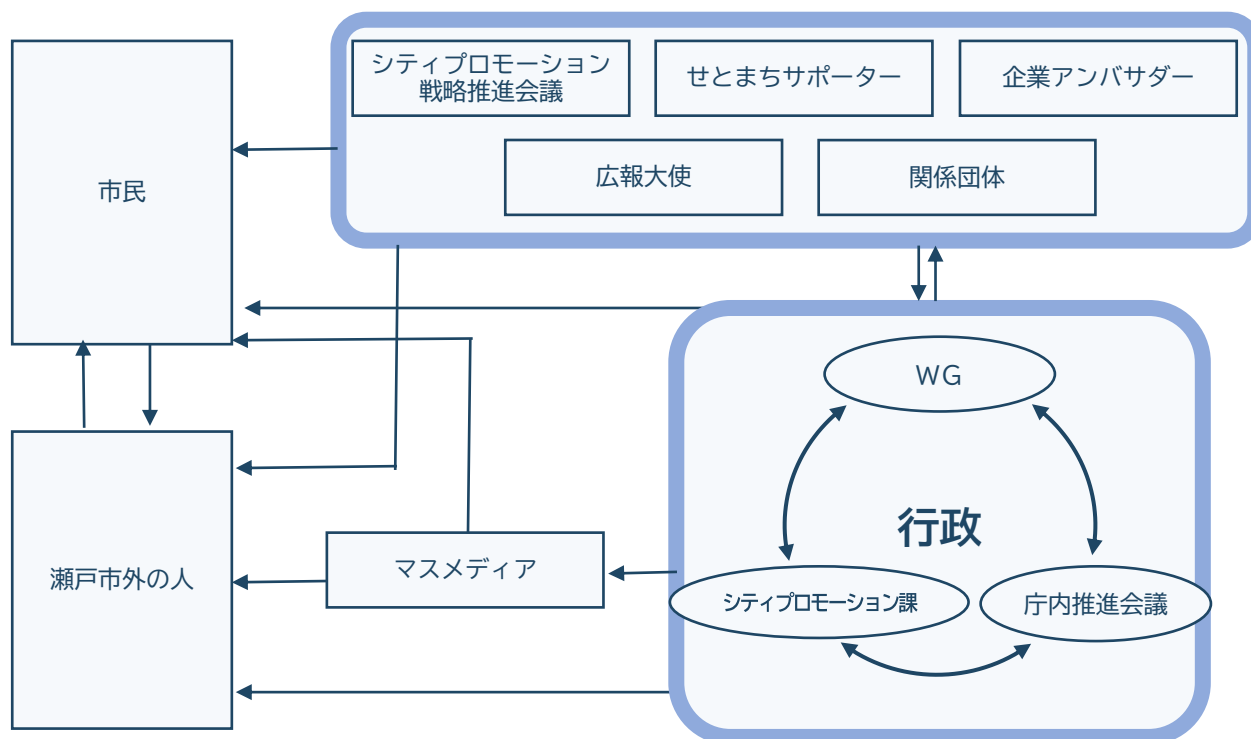 シティプロモーション
戦略推進会議
せとまちサポーター
企業アンバサダー
市民
広報大使
関係団体
WG
行政
瀬戸市外の人
マスメディア
シティプロモーション課
庁内推進会議